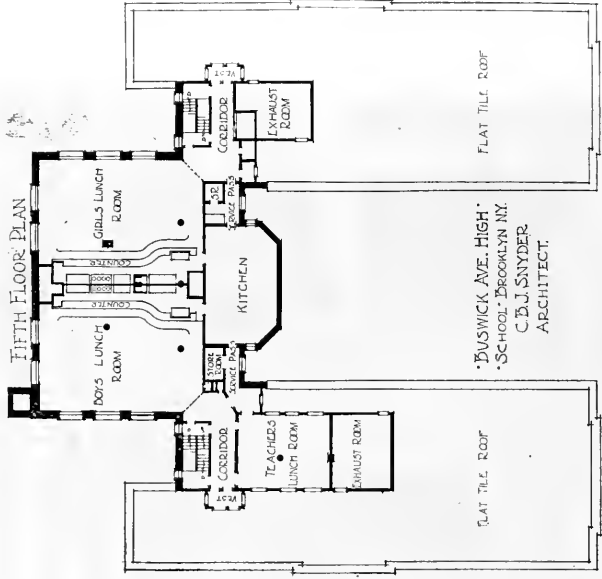 FIFTH FLOOR PLAN
BOYS LUNCH
ROOM
COUNTER
COUNTER
GIRLS LUNCH
ROOM
STORE
ROOM
SERVICE PASS
KITCHEN
S.R.
SERVICE PASS
VEST
CORRIDOR
TEACHERS
LUNCH ROOM
EXHAUST ROOM
VEST
CORRIDOR
EXHAUST
ROOM
FLAT TILE ROOF
FLAT TILE ROOF
·BUSWICK AVE. HIGH·
·SCHOOL·BROOKLYN N.Y.
C.B.J. SNYDER
ARCHITECT.